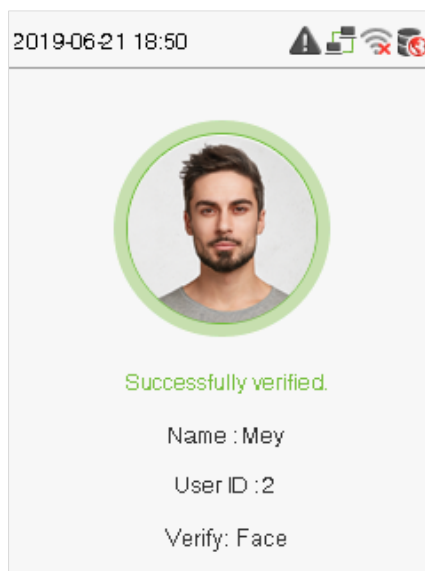 2019-06-21 18:50
Successfully verified.
Name : Mey
User ID :2
Verify: Face